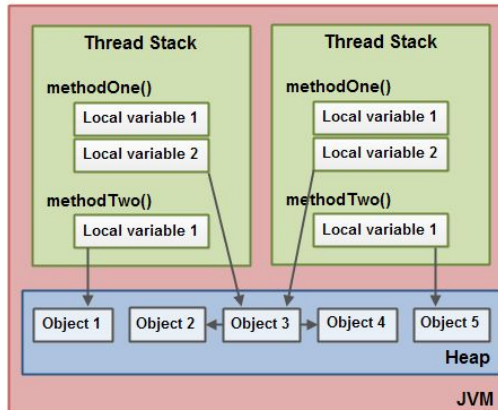 Thread Stack
methodOne()
Local variable 1
Local variable 2
methodTwo()
Local variable 1
Thread Stack
methodOne()
Local variable 1
Local variable 2
methodTwo()
Local variable 1
Object 1
Object 2
Object 3
Object 4
Object 5
Heap
JVM